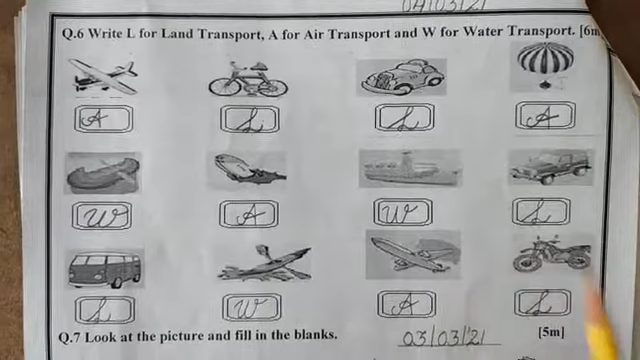 04/03/21
Q.6 Write L for Land Transport, A for Air Transport and W for Water Transport. [6m
A L L A
W A W L
L W A L
Q.7 Look at the picture and fill in the blanks. 03/03/21 [5m]